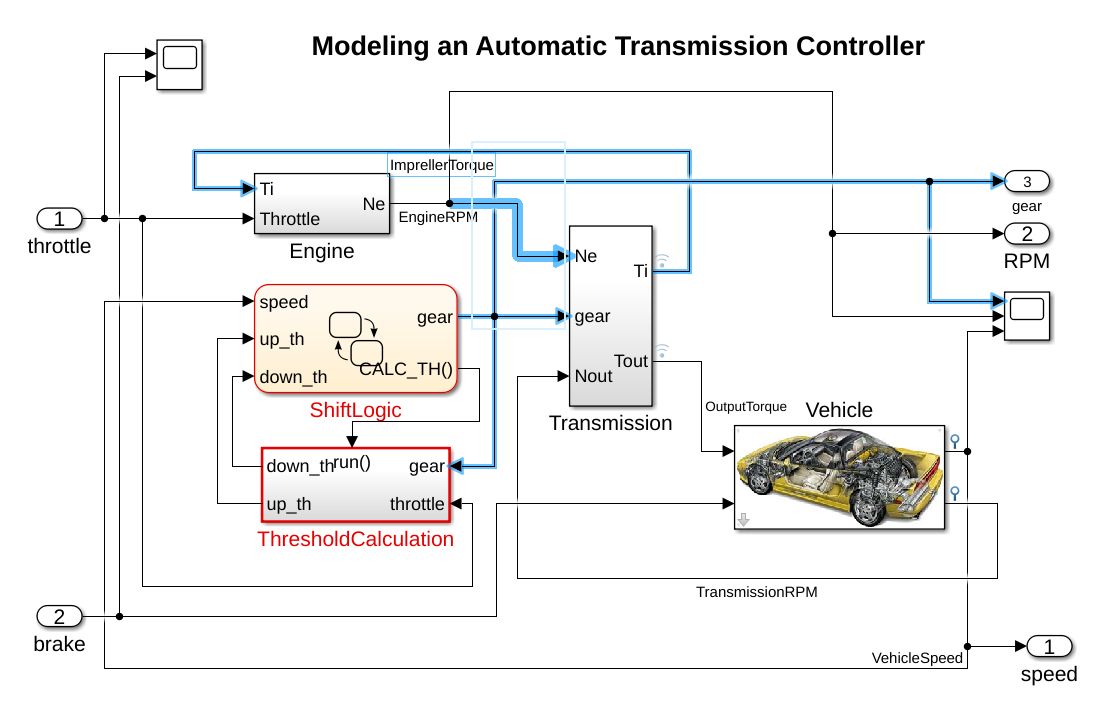 Modeling an Automatic Transmission Controller
ImprellerTorque
Ti
Ne
Throttle
EngineRPM
Engine
1
throttle
3
gear
2
RPM
Ne
Ti
gear
Tout
Nout
Transmission
speed
gear
up_th
CALC_TH()
down_th
ShiftLogic
OutputTorque
Vehicle
down_th
run()
gear
up_th
throttle
ThresholdCalculation
TransmissionRPM
2
brake
VehicleSpeed
1
speed